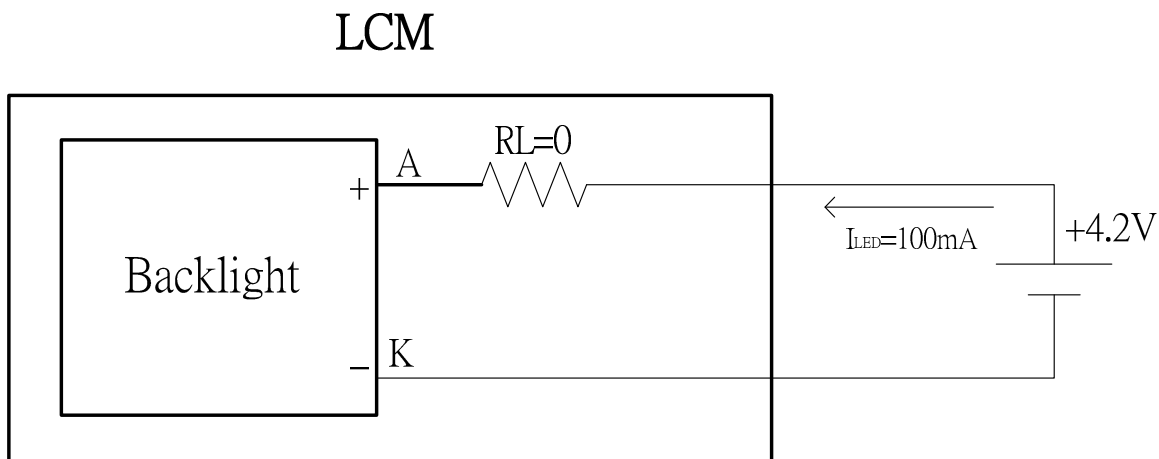 LCM
RL=0
A
+
ILED=100mA
+4.2V
Backlight
K
−